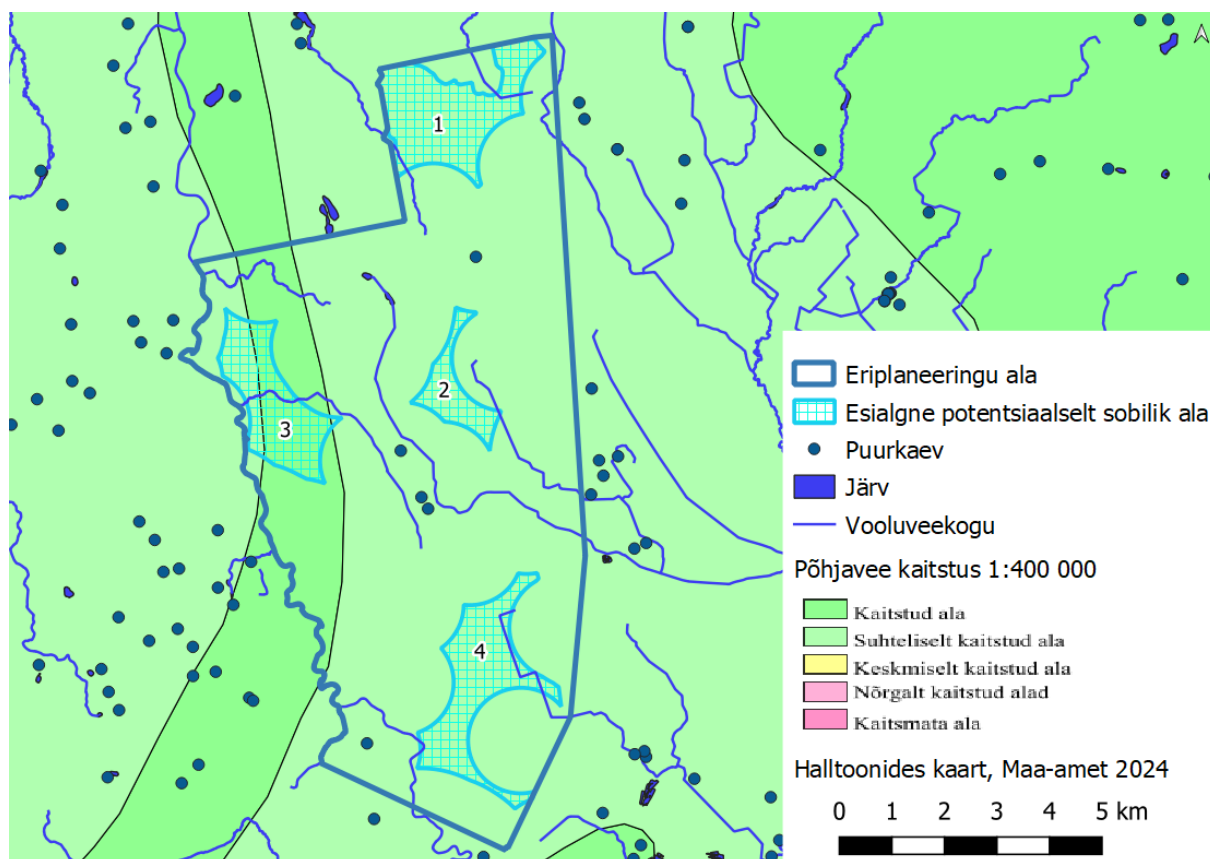 1
2
3
4
Eriplaneeringu ala
Esialgne potentsiaalselt sobilik ala
Puurkaev
Järv
Vooluveekogu
Põhjavee kaitstus 1:400 000
Kaitstud ala
Suhteliselt kaitstud ala
Keskmiselt kaitstud ala
Nõrgalt kaitstud alad
Kaitsmata ala
Halltoonides kaart, Maa-amet 2024
0 1 2 3 4 5 km